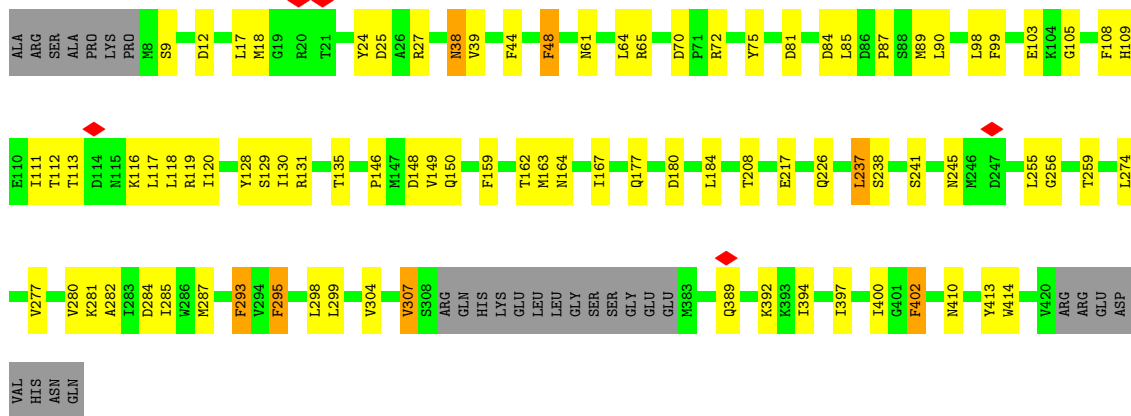 ALA ARG SER ALA PRO LYS PRO M8 S9 D12 L17 M18 G19 R20 T21 Y24 D25 A26 R27 N38 V39 F44 F48 N61 L64 R65 D70 P71 R72 Y75 D81 D84 L85 D86 P87 S88 M89 L90 L98 F99 E103 K104 G105 F108 H109
E110 I111 T112 T113 D114 N115 K116 L117 L118 R119 I120 Y128 S129 I130 R131 T135 P146 M147 D148 V149 Q150 F159 T162 M163 N164 I167 Q177 D180 L184 T208 E217 Q226 L237 S238 S241 N245 M246 D247 L255 G256 T259 L274
V277 V280 K281 A282 I283 D284 I285 W286 M287 F293 V294 F295 L298 L299 V304 V307 S308 ARG GLN HIS LYS GLU LEU LEU GLY SER SER GLY GLU GLU M383 Q389 K392 K393 I394 I397 I400 G401 F402 N410 Y413 W414 V420 ARG ARG GLU ASP
VAL HIS ASN GLN